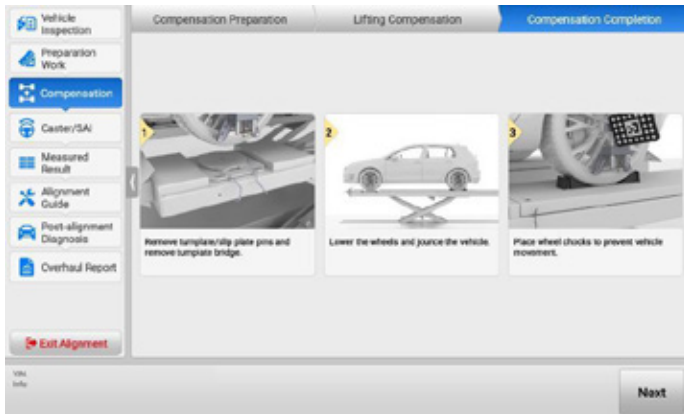 Vehicle
Inspection
Preparation
Work
Compensation
Caster/SAI
Measured
Result
Alignment
Guide
Post-alignment
Diagnosis
Overhaul Report
Exit Alignment
Compensation Preparation
Lifting Compensation
Compensation Completion
1
2
3
Remove turnplate/slip plate pins and
remove turnplate bridge.
Lower the wheels and jounce the vehicle.
Place wheel chocks to prevent vehicle
movement.
VIN:
Info:
Next